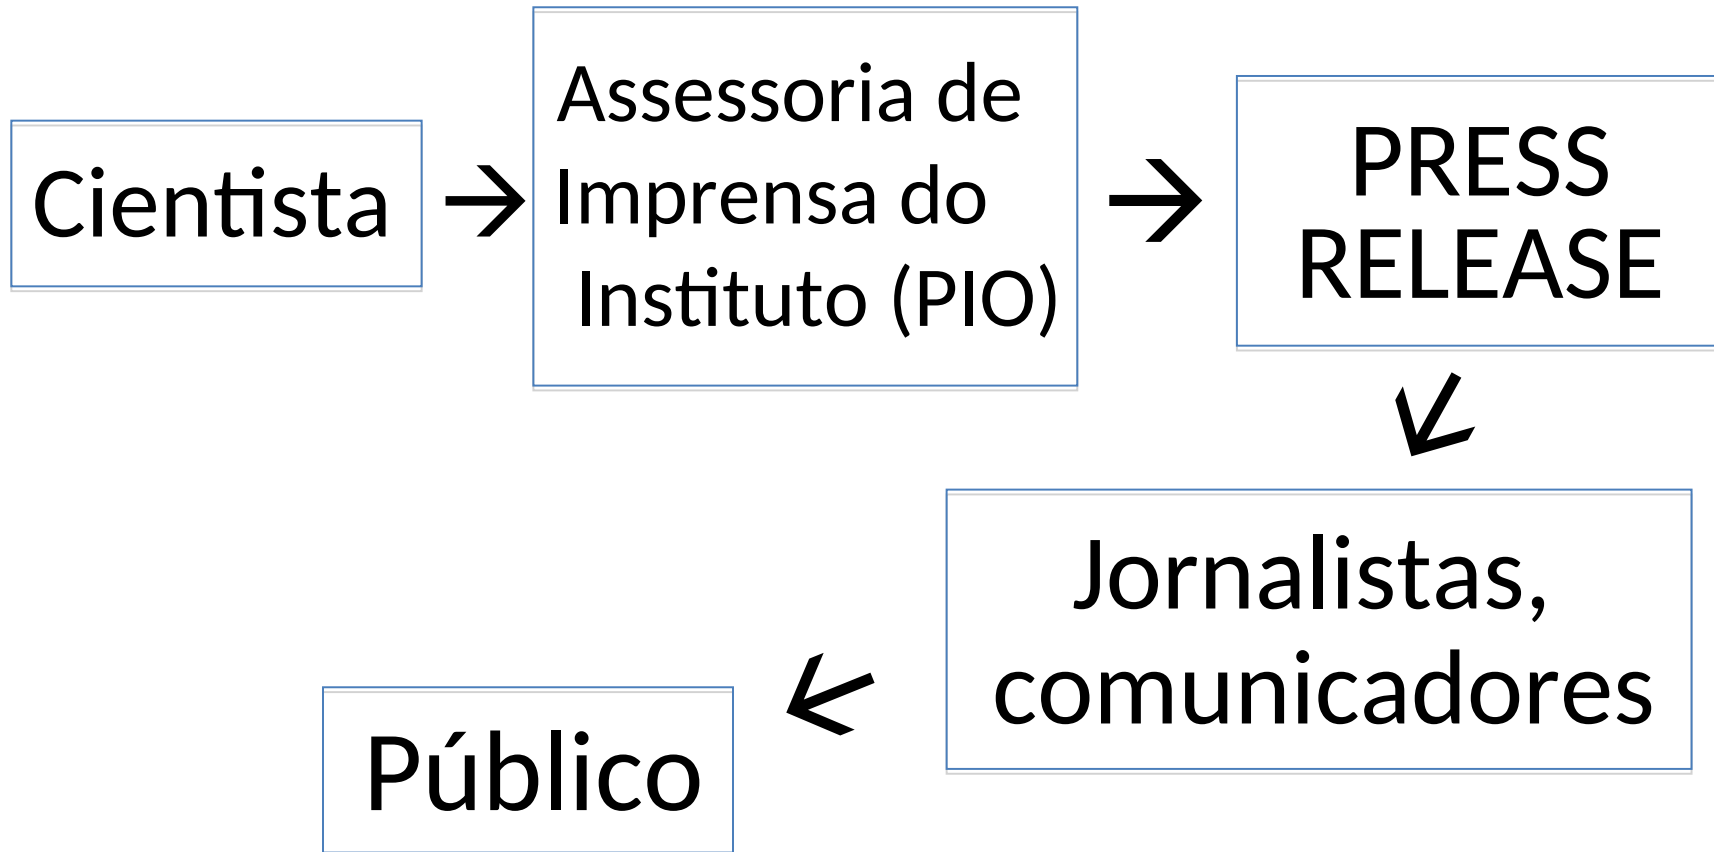 Cientista
Assessoria de
Imprensa do
Instituto (PIO)
PRESS
RELEASE
Jornalistas,
comunicadores
Público